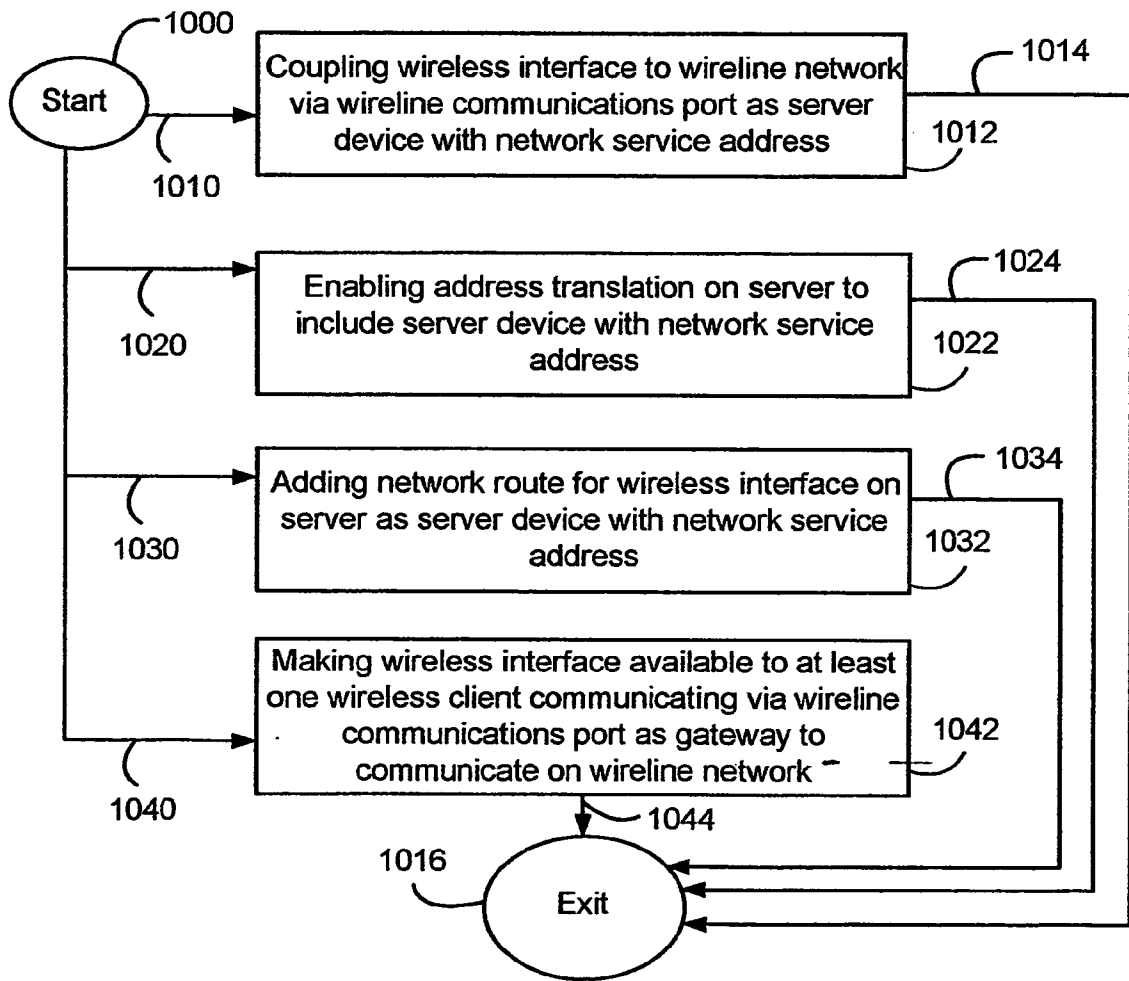 1000
Start
1010
Coupling wireless interface to wireline network
via wireline communications port as server
device with network service address
1014
1012
1020
Enabling address translation on server to
include server device with network service
address
1024
1022
1030
Adding network route for wireless interface on
server as server device with network service
address
1034
1032
1040
Making wireless interface available to at least
one wireless client communicating via wireline
communications port as gateway to
communicate on wireline network
1042
1044
1016
Exit